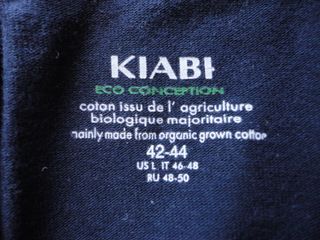 KIABI
ECO CONCEPTION
coton issu de l' agriculture
biologique majoritaire
mainly made from organic grown cotton
42-44
US L IT 46-48
RU 48-50